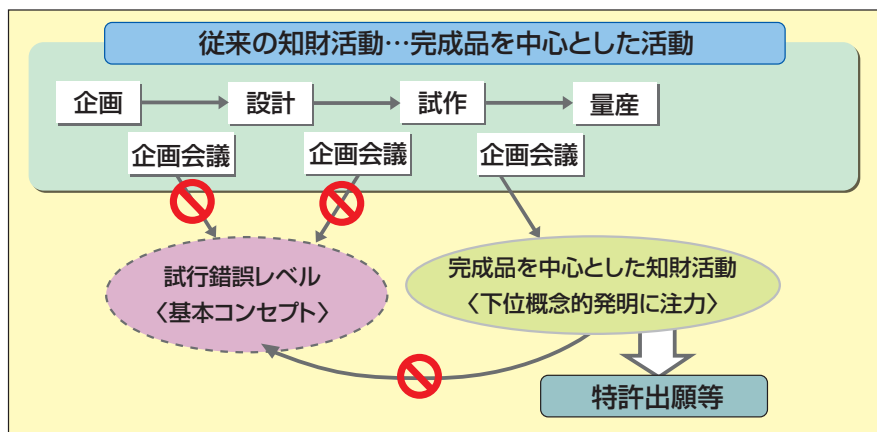 従来の知財活動…完成品を中心とした活動
企画
設計
試作
量産
企画会議
企画会議
企画会議
試行錯誤レベル
〈基本コンセプト〉
完成品を中心とした知財活動
〈下位概念的発明に注力〉
特許出願等